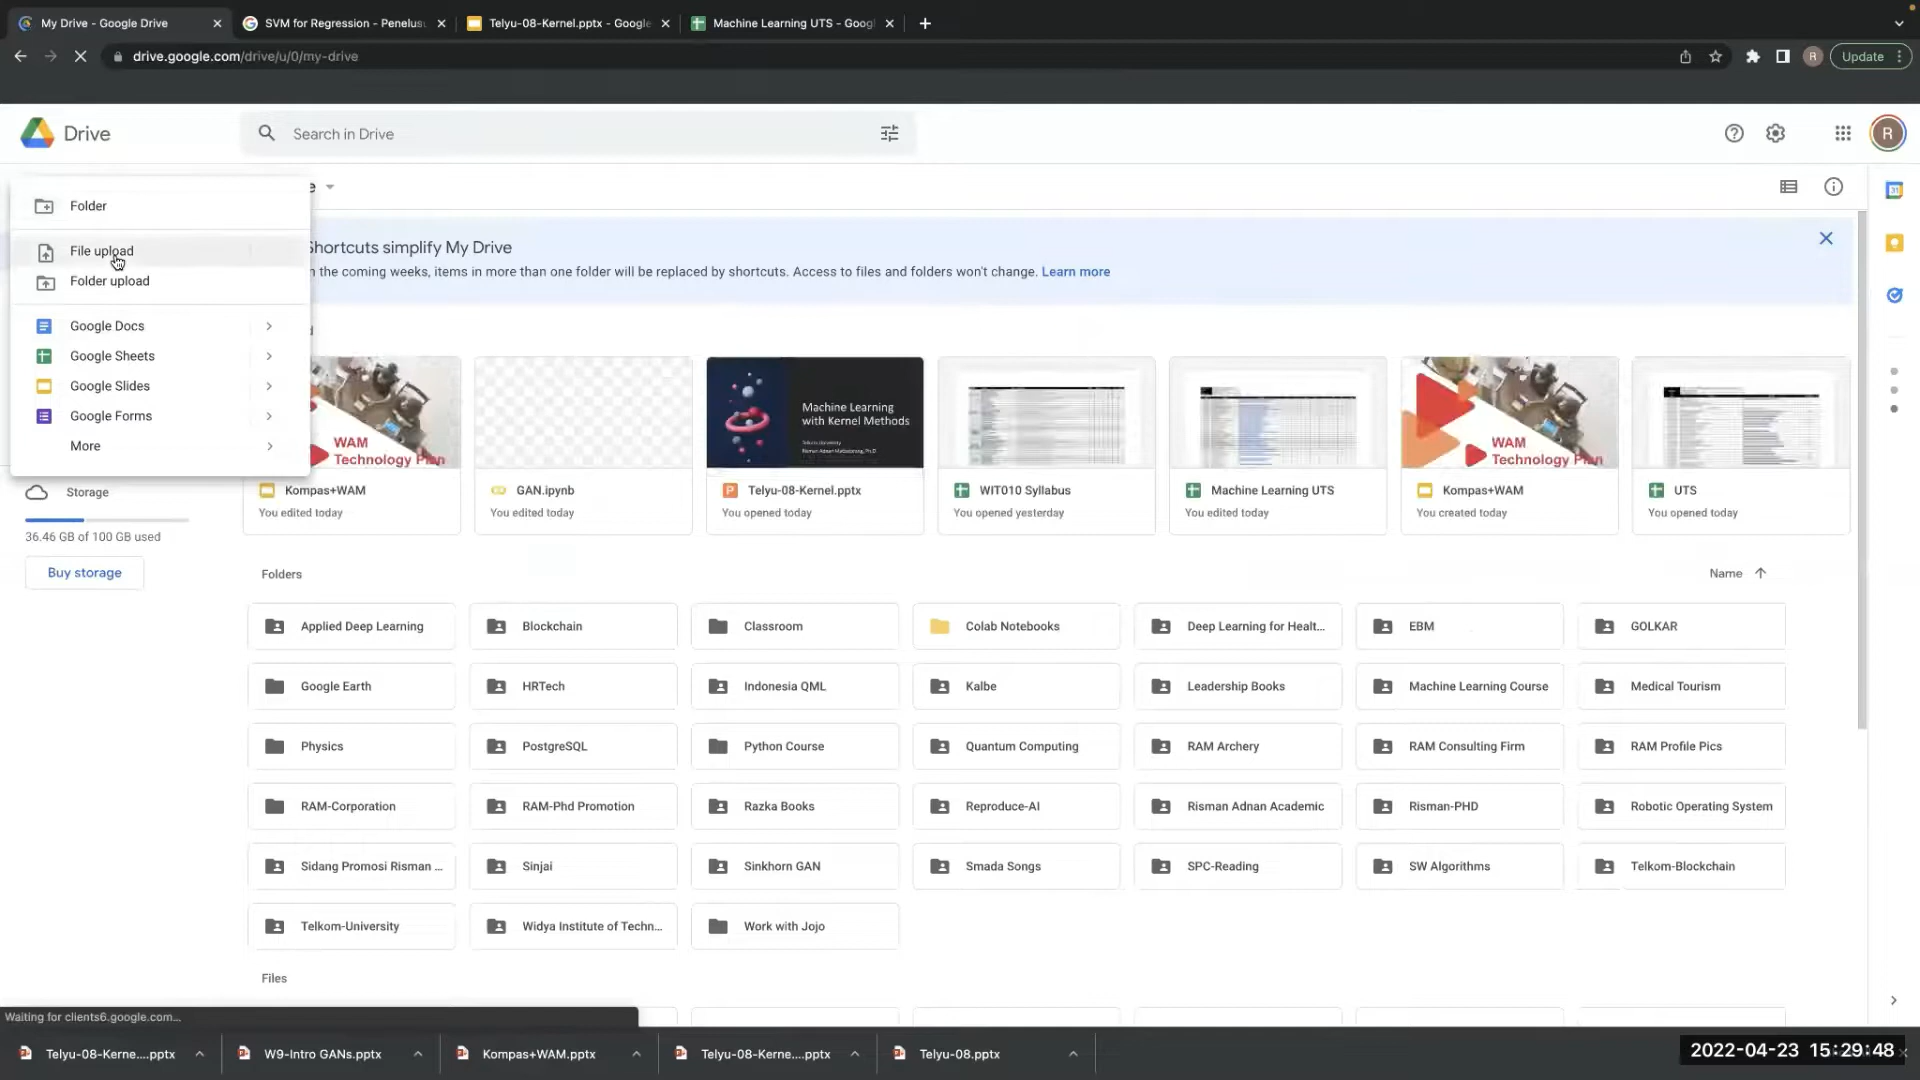 My Drive - Google Drive
SVM for Regression - Penelusu
Telyu-08-Kernel.pptx - Google
Machine Learning UTS - Goog
drive.google.com/drive/u/0/my-drive
R
Update
Drive
Search in Drive
R
Folder
e
31
Shortcuts simplify My Drive
File upload
n the coming weeks, items in more than one folder will be replaced by shortcuts. Access to files and folders won't change. Learn more
Folder upload
Google Docs
d
Google Sheets
Google Slides
Google Forms
More
WAM
Technology Plan
Machine Learning
with Kernel Methods
Telkom University
WAM
Technology Plan
Storage
Kompas+WAM
GAN.ipynb
Telyu-08-Kernel.pptx
WIT010 Syllabus
Machine Learning UTS
Kompas+WAM
UTS
You edited today
You edited today
You opened today
You opened yesterday
You edited today
You created today
You opened today
36.46 GB of 100 GB used
Buy storage
Folders
Name
Applied Deep Learning
Blockchain
Classroom
Colab Notebooks
Deep Learning for Healt...
EBM
GOLKAR
Google Earth
HRTech
Indonesia QML
Kalbe
Leadership Books
Machine Learning Course
Medical Tourism
Physics
PostgreSQL
Python Course
Quantum Computing
RAM Archery
RAM Consulting Firm
RAM Profile Pics
RAM-Corporation
RAM-Phd Promotion
Razka Books
Reproduce-AI
Risman Adnan Academic
Risman-PHD
Robotic Operating System
Sidang Promosi Risman ...
Sinjai
Sinkhorn GAN
Smada Songs
SPC-Reading
SW Algorithms
Telkom-Blockchain
Telkom-University
Widya Institute of Techn...
Work with Jojo
Files
Waiting for clients6.google.com...
Telyu-08-Kerne....pptx
W9-Intro GANs.pptx
Kompas+WAM.pptx
Telyu-08-Kerne....pptx
Telyu-08.pptx
2022-04-23 15:29:48